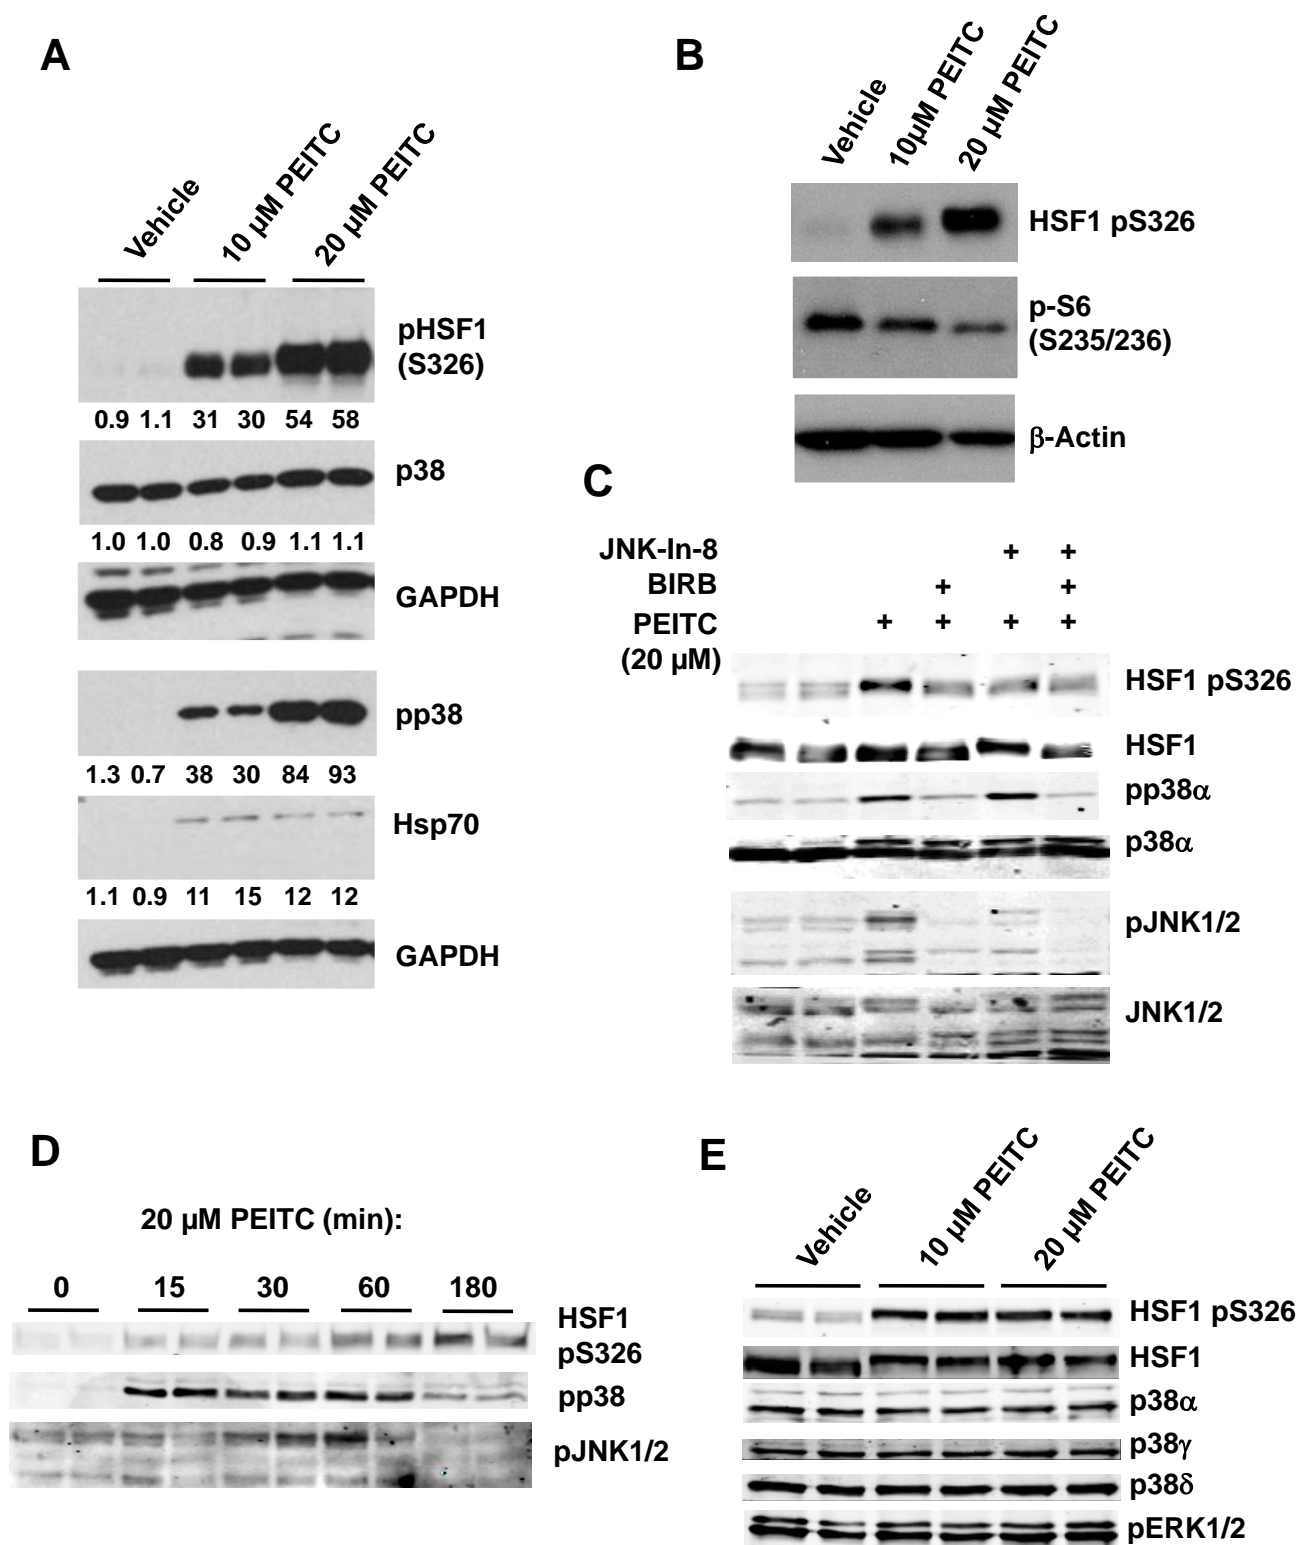 A
Vehicle
10 µM PEITC
20 µM PEITC
pHSF1
(S326)
0.9 1.1 31 30 54 58
p38
1.0 1.0 0.8 0.9 1.1 1.1
GAPDH
pp38
1.3 0.7 38 30 84 93
Hsp70
1.1 0.9 11 15 12 12
GAPDH
B
Vehicle
10µM PEITC
20 µM PEITC
HSF1 pS326
p-S6
(S235/236)
β-Actin
C
JNK-In-8 + +
BIRB + +
PEITC + + + +
(20 µM)
HSF1 pS326
HSF1
pp38α
p38α
pJNK1/2
JNK1/2
D
20 µM PEITC (min):
0 15 30 60 180
HSF1
pS326
pp38
pJNK1/2
E
Vehicle
10 µM PEITC
20 µM PEITC
HSF1 pS326
HSF1
p38α
p38γ
p38δ
pERK1/2